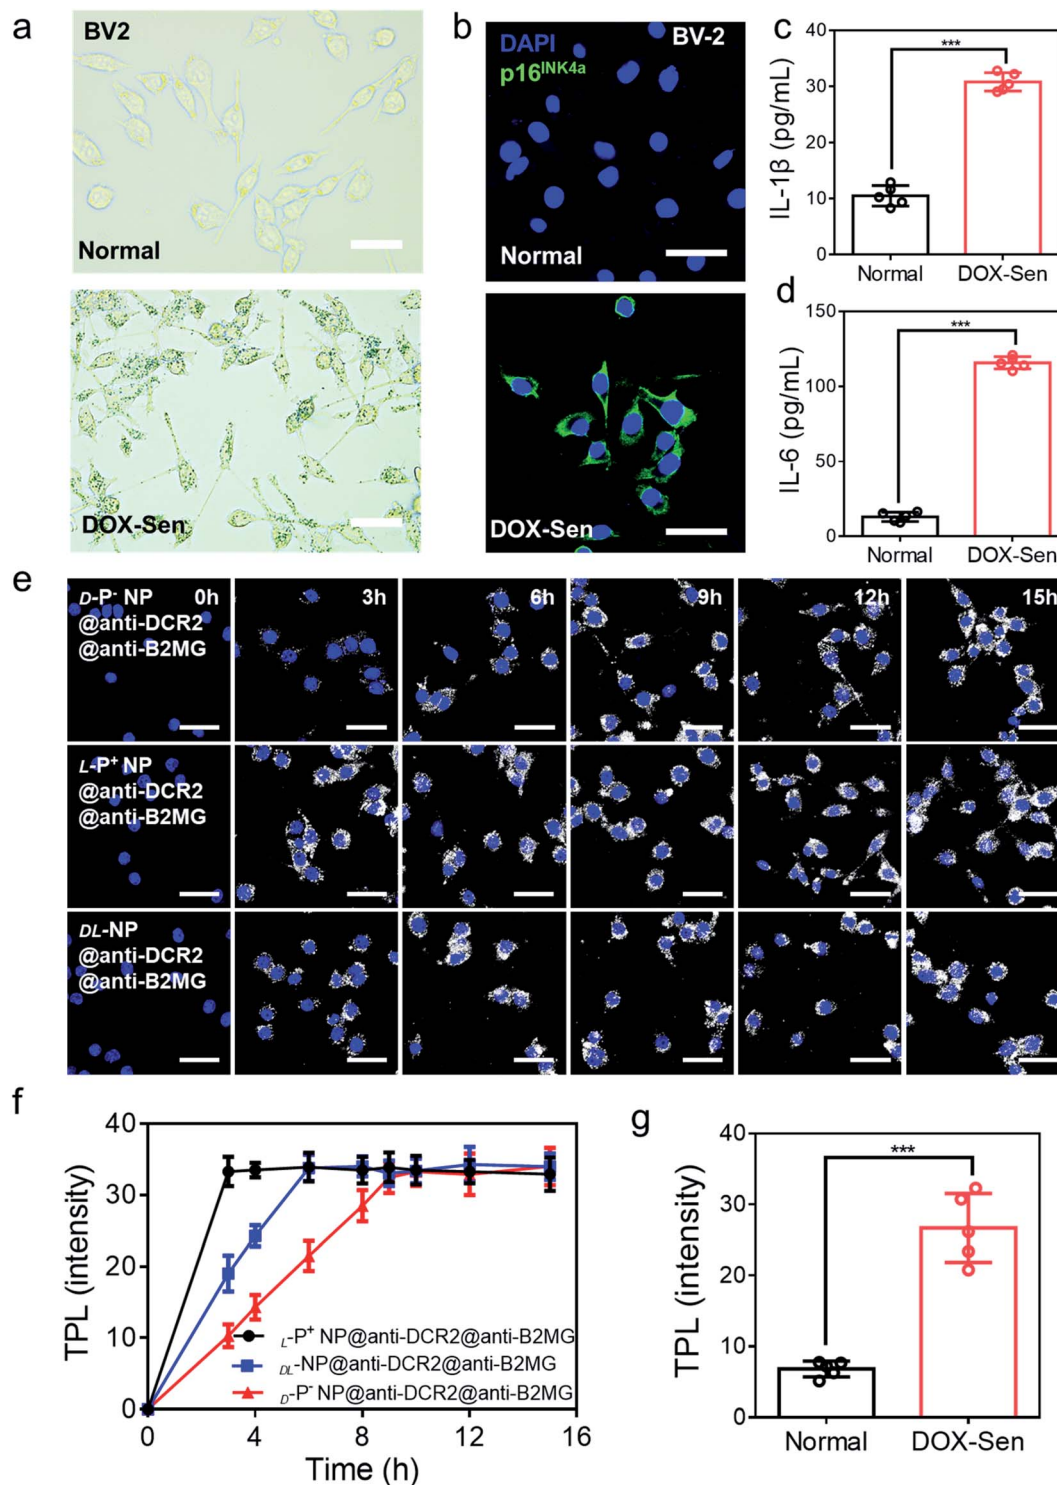 a
BV2
Normal
DOX-Sen
b
DAPI
BV-2
p16INK4a
Normal
DOX-Sen
c
40
30
20
10
0
IL-1β (pg/mL)
***
Normal
DOX-Sen
d
150
100
50
0
IL-6 (pg/mL)
***
Normal
DOX-Sen
e
D-P- NP
@anti-DCR2
@anti-B2MG
0h
3h
6h
9h
12h
15h
L-P+ NP
@anti-DCR2
@anti-B2MG
DL-NP
@anti-DCR2
@anti-B2MG
f
40
30
20
10
0
TPL (intensity)
L-P+ NP@anti-DCR2@anti-B2MG
DL-NP@anti-DCR2@anti-B2MG
D-P- NP@anti-DCR2@anti-B2MG
0 4 8 12 16
Time (h)
g
40
30
20
10
0
TPL (intensity)
***
Normal
DOX-Sen